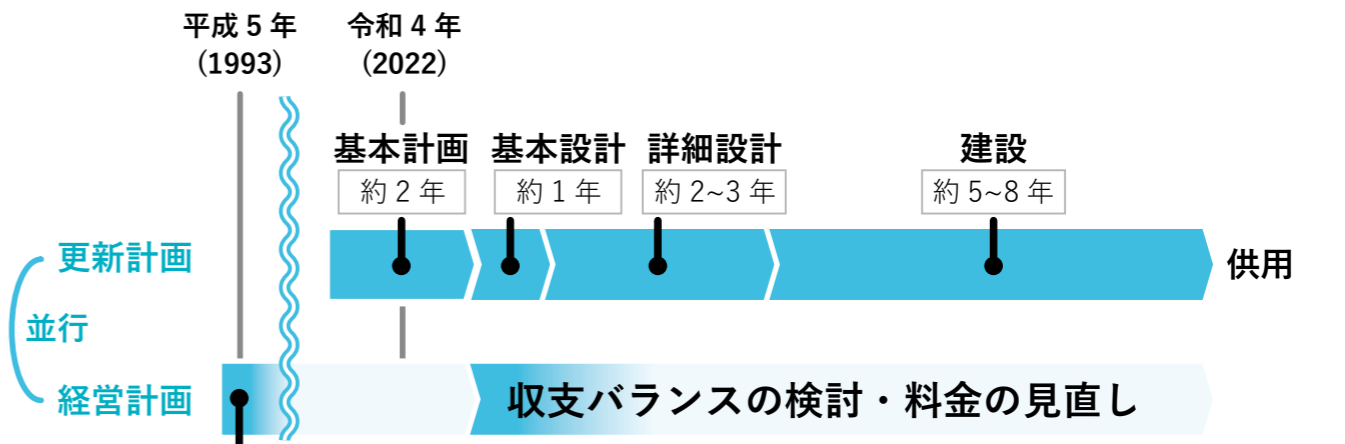 平成 5 年
(1993)
令和 4 年
(2022)
基本計画
約 2 年
基本設計
約 1 年
詳細設計
約 2~3 年
建設
約 5~8 年
更新計画
供用
並行
経営計画
収支バランスの検討・料金の見直し